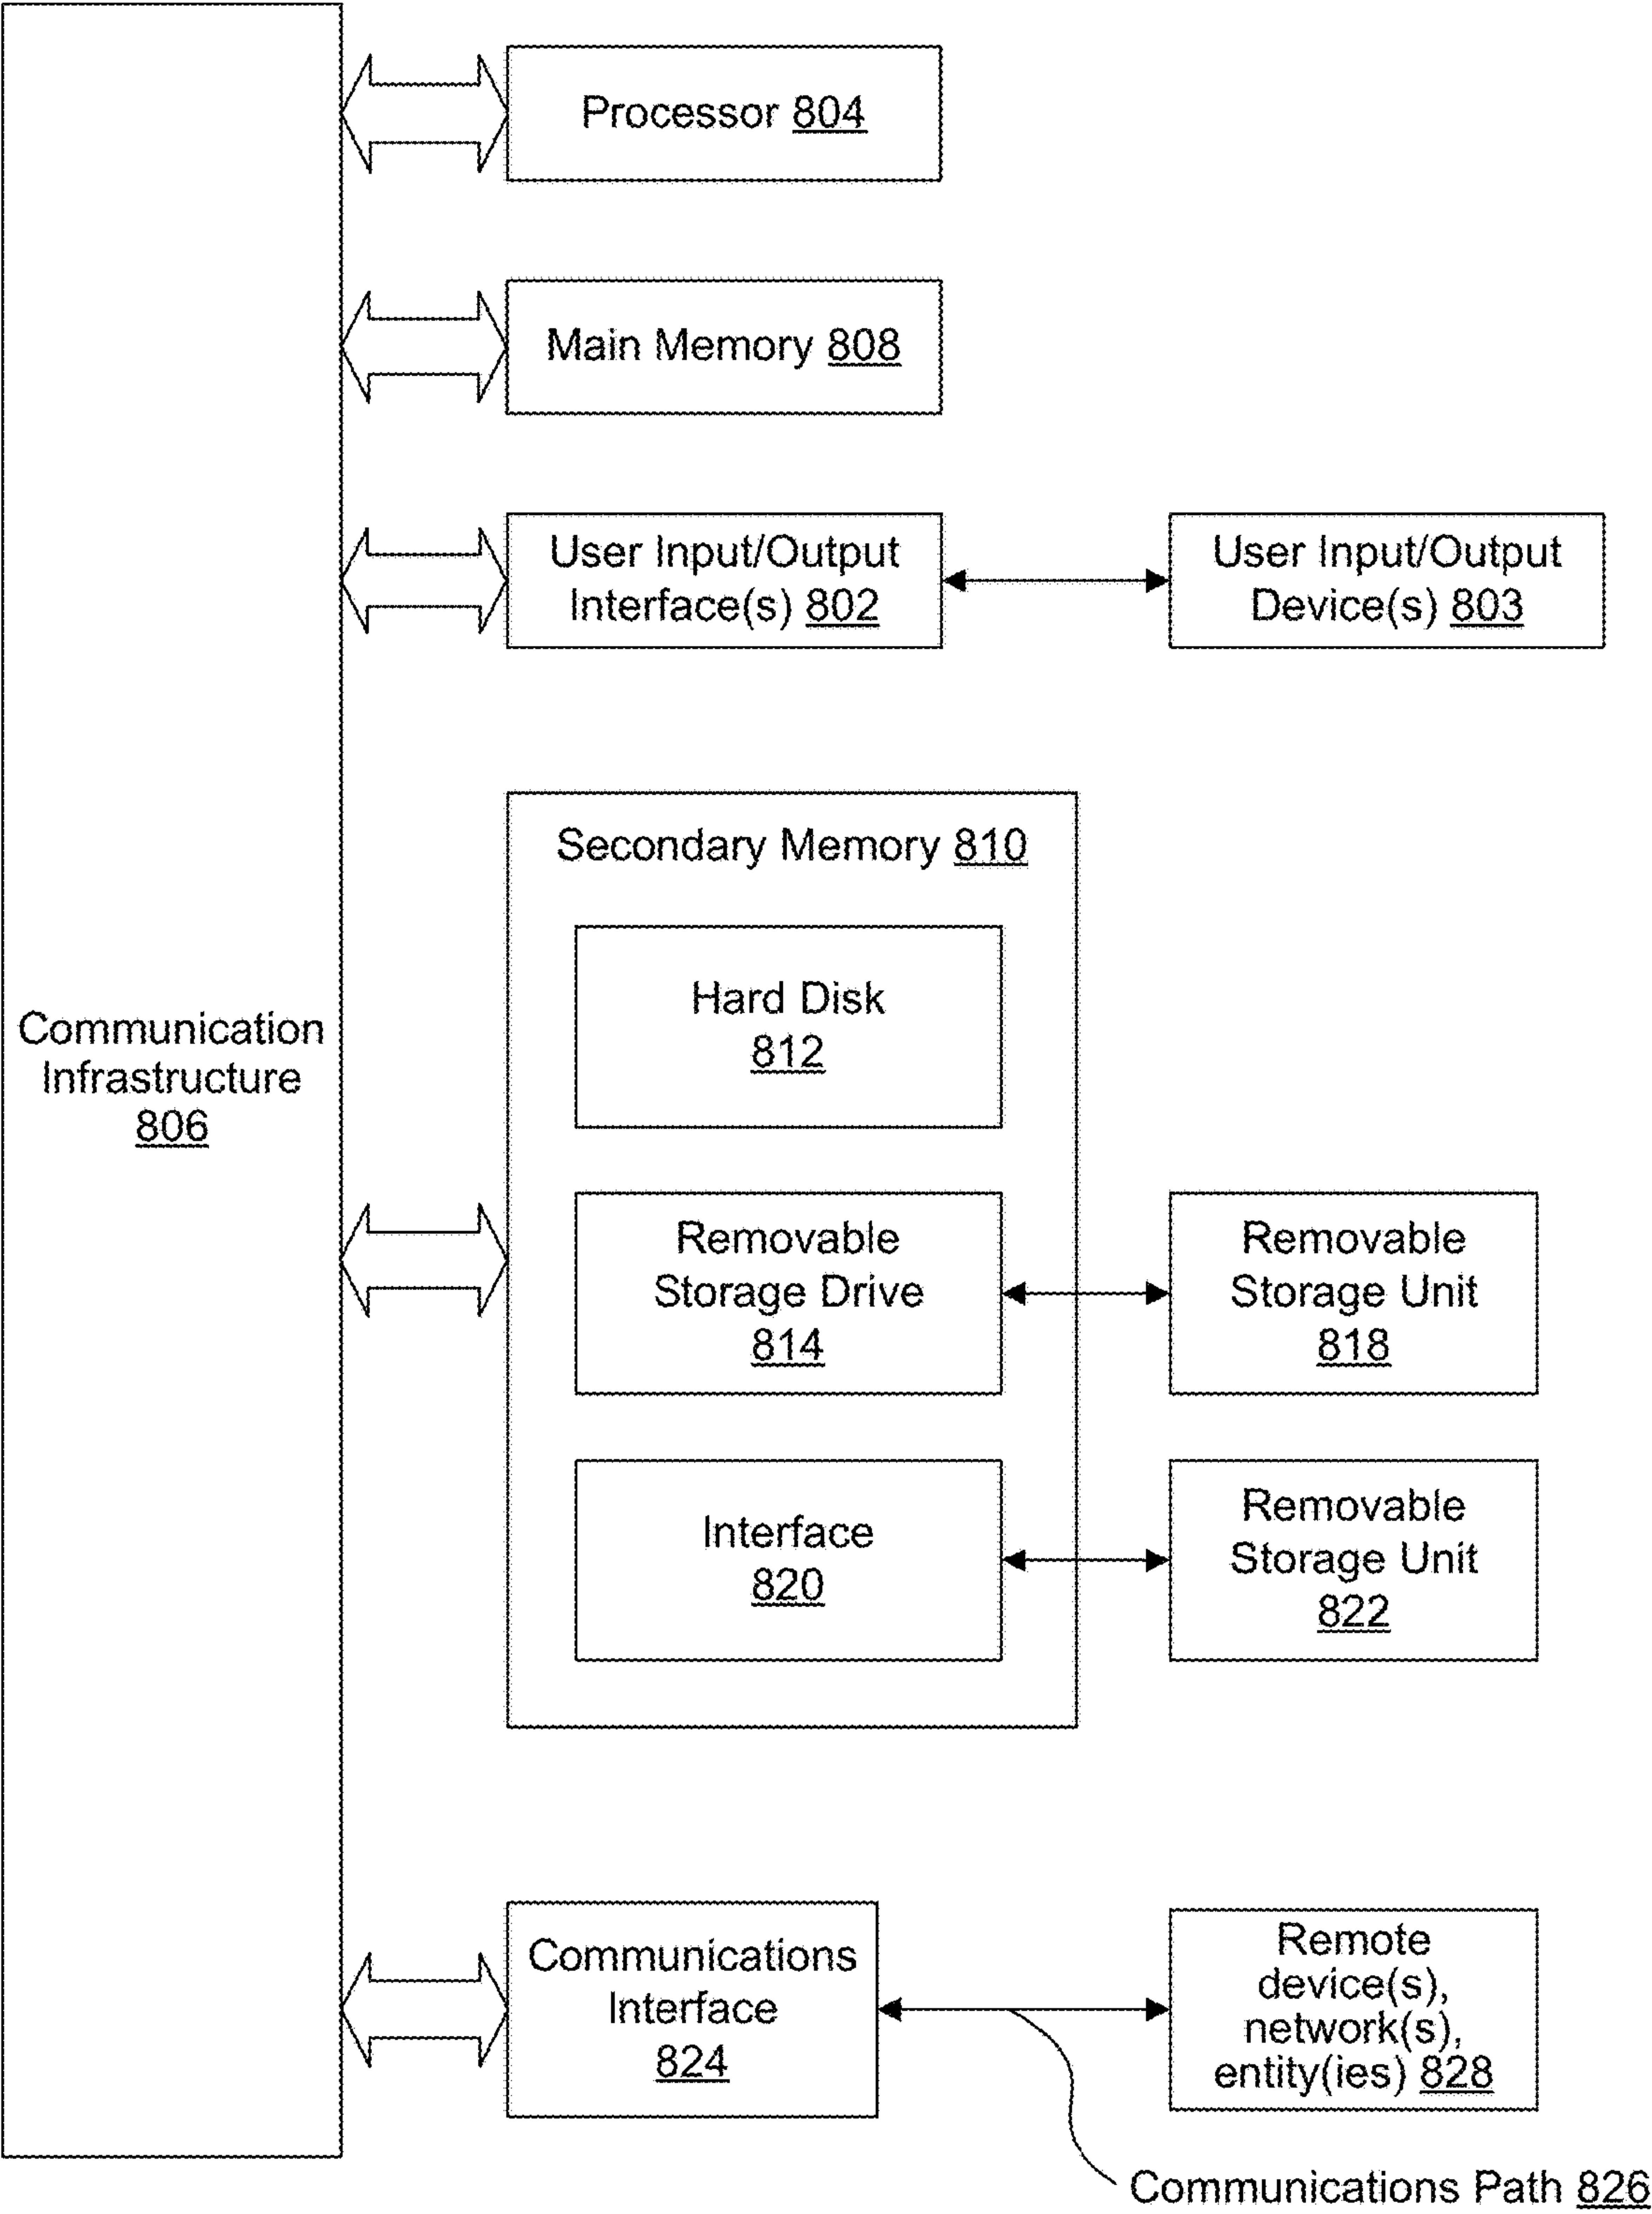 Processor 804
Main Memory 808
User Input/Output
Interface(s) 802
User Input/Output
Device(s) 803
Secondary Memory 810
Hard Disk
812
Communication
Infrastructure
806
Removable
Storage Drive
814
Removable
Storage Unit
818
Interface
820
Removable
Storage Unit
822
Communications
Interface
824
Remote
device(s),
network(s),
entity(ies) 828
Communications Path 826